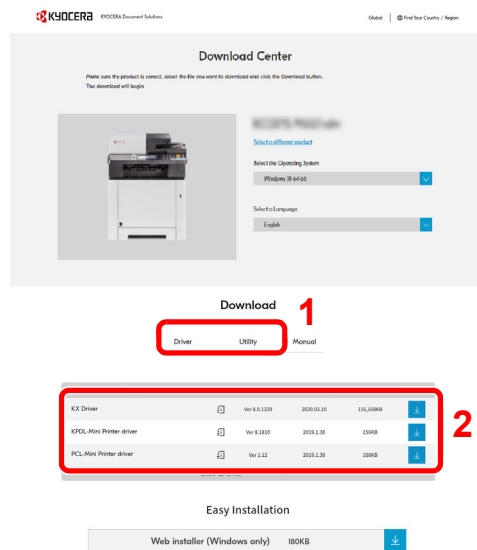 KYOCERA KYOCERA Document Solutions Global Find Your Country / Region
Download Center
Make sure the product is correct, select the file you want to download and click the Download button.
The download will begin
Select a different product
Select the Operating System
Windows 10 64-bit
Select a Language
English
Download 1
Driver Utility Manual
KX Driver Ver 8.0.1329 2020.03.10 116,160KB
KPDL-Mini Printer driver Ver 8.1810 2019.1.30 156KB
2
PCL-Mini Printer driver Ver 1.12 2019.1.30 100KB
Easy Installation
Web installer (Windows only) 180KB